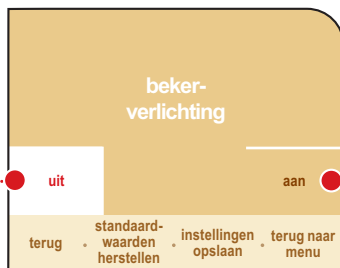 beker-
verlichting
uit
aan
terug
standaard-
waarden
herstellen
instellingen
opslaan
terug naar
menu